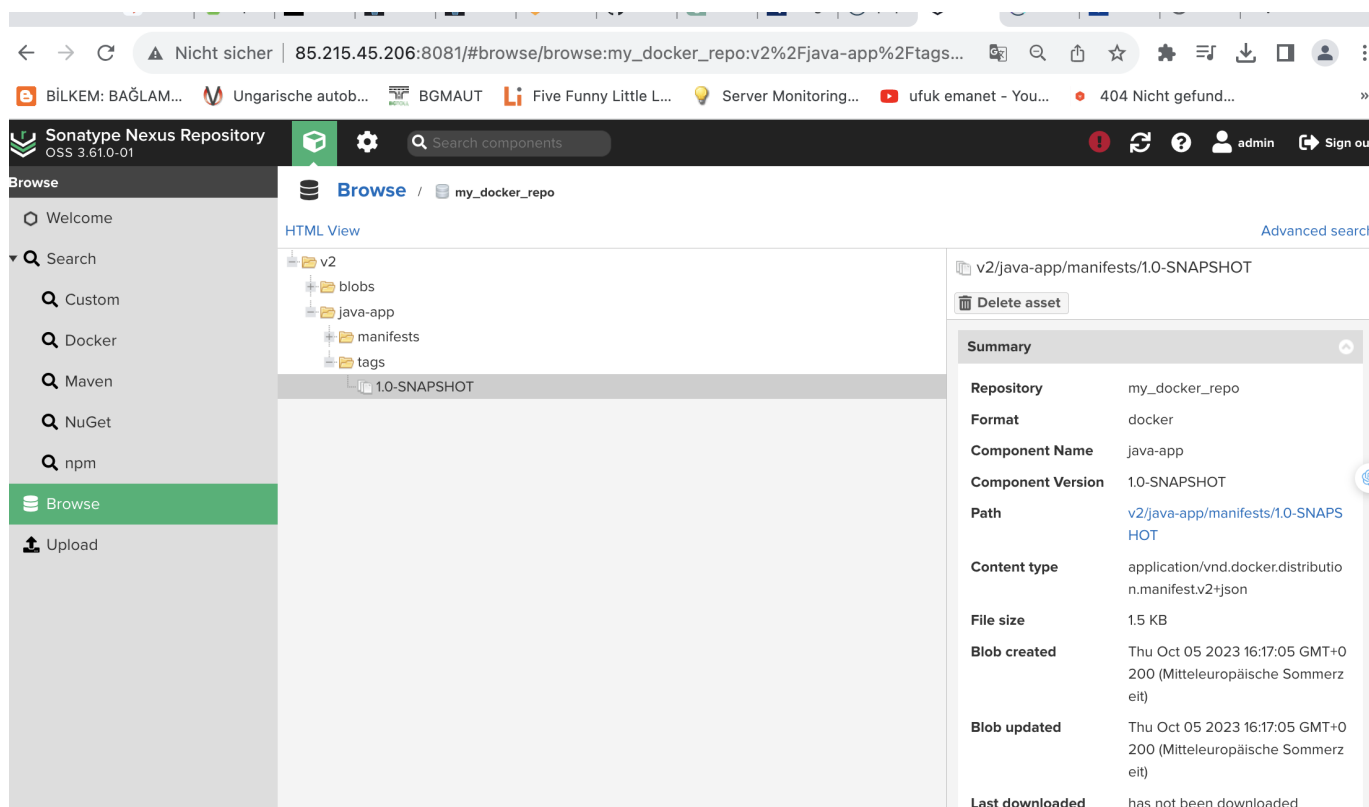 Nicht sicher 85.215.45.206:8081/#browse/browse:my_docker_repo:v2%2Fjava-app%2Ftags...
BİLKEM: BAĞLAM... Ungarische autob... BGMAUT Five Funny Little L... Server Monitoring... ufuk emanet - You... 404 Nicht gefund... »
Sonatype Nexus Repository
OSS 3.61.0-01
Search components
admin
Sign ou
Browse
Welcome
Search
Custom
Docker
Maven
NuGet
npm
Browse
Upload
Browse / my_docker_repo
HTML View
Advanced search
v2
blobs
java-app
manifests
tags
1.0-SNAPSHOT
v2/java-app/manifests/1.0-SNAPSHOT
Delete asset
Summary
Repository my_docker_repo
Format docker
Component Name java-app
Component Version 1.0-SNAPSHOT
Path v2/java-app/manifests/1.0-SNAPS
HOT
Content type application/vnd.docker.distributio
n.manifest.v2+json
File size 1.5 KB
Blob created Thu Oct 05 2023 16:17:05 GMT+0
200 (Mitteleuropäische Sommerz
eit)
Blob updated Thu Oct 05 2023 16:17:05 GMT+0
200 (Mitteleuropäische Sommerz
eit)
Last downloaded has not been downloaded